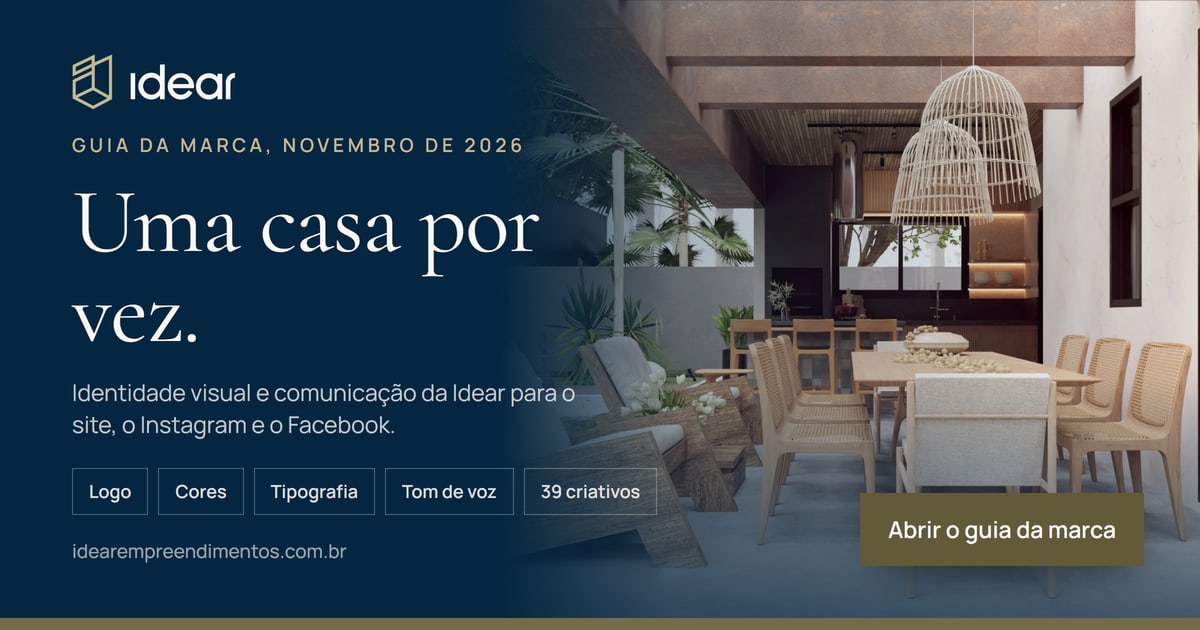 idear
GUIA DA MARCA, NOVEMBRO DE 2026
Uma casa por
vez.
Identidade visual e comunicação da Idear para o
site, o Instagram e o Facebook.
Logo
Cores
Tipografia
Tom de voz
39 criativos
Abrir o guia da marca
idearempreendimentos.com.br